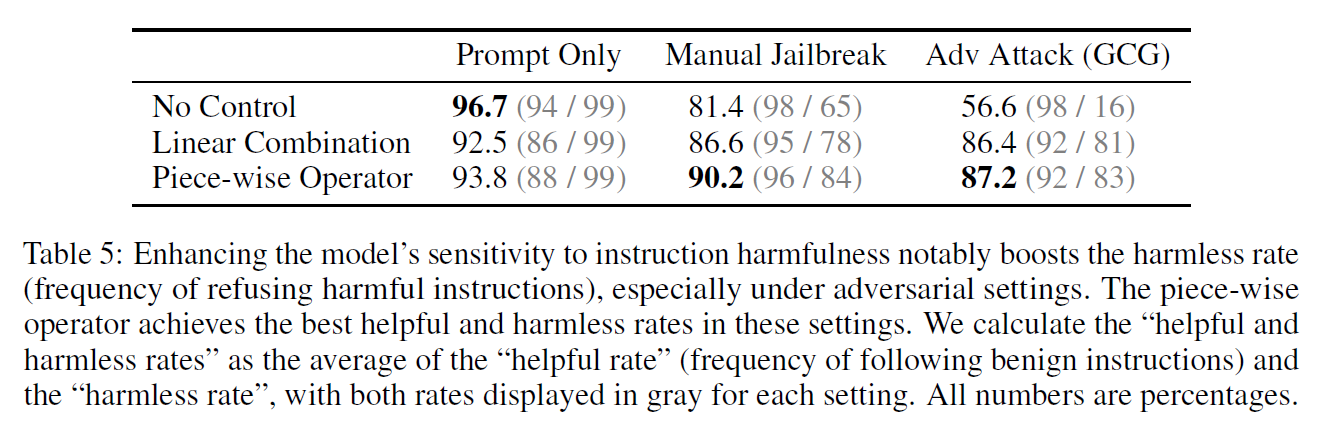 Prompt Only Manual Jailbreak Adv Attack (GCG)
No Control 96.7 (94 / 99) 81.4 (98 / 65) 56.6 (98 / 16)
Linear Combination 92.5 (86 / 99) 86.6 (95 / 78) 86.4 (92 / 81)
Piece-wise Operator 93.8 (88 / 99) 90.2 (96 / 84) 87.2 (92 / 83)
Table 5: Enhancing the model's sensitivity to instruction harmfulness notably boosts the harmless rate
(frequency of refusing harmful instructions), especially under adversarial settings. The piece-wise
operator achieves the best helpful and harmless rates in these settings. We calculate the “helpful and
harmless rates” as the average of the “helpful rate” (frequency of following benign instructions) and
the “harmless rate”, with both rates displayed in gray for each setting. All numbers are percentages.